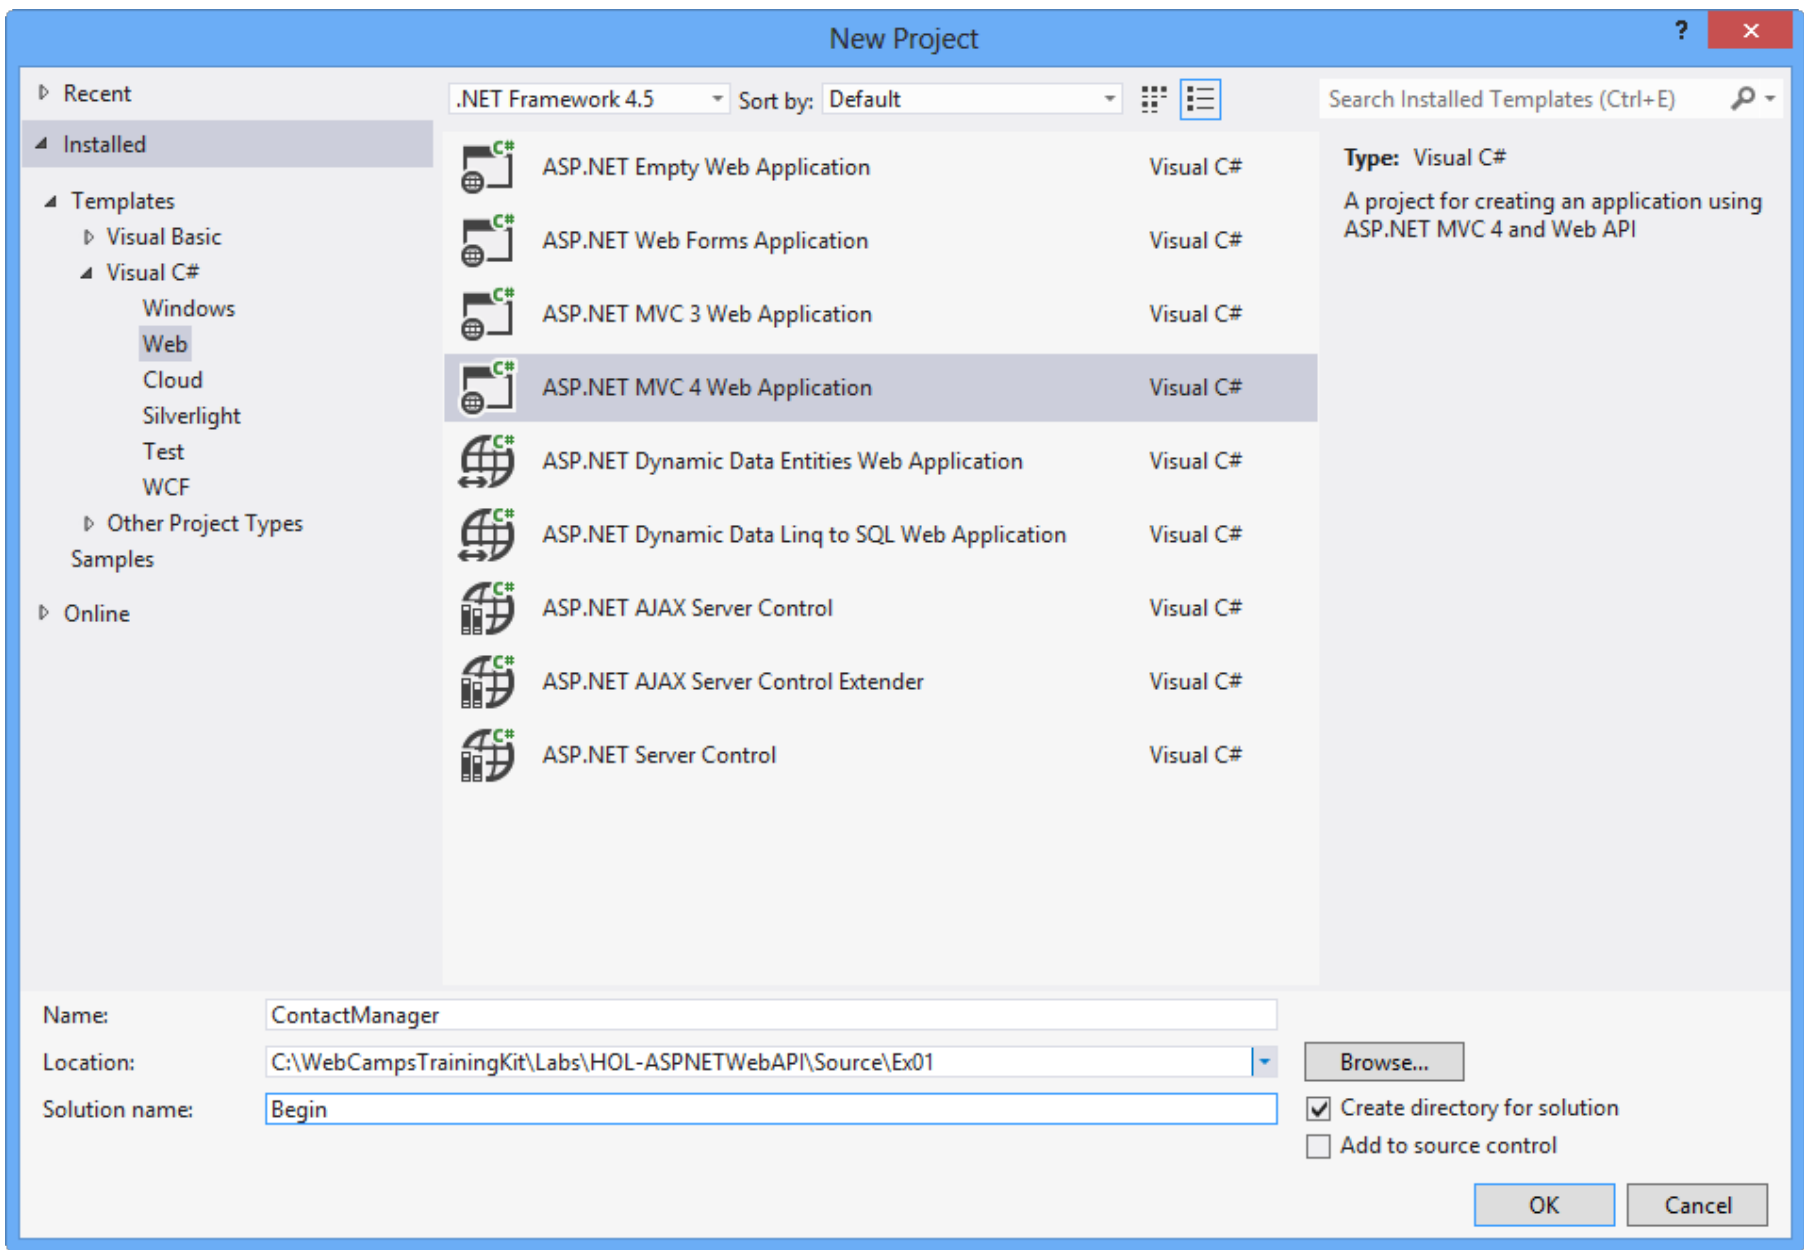 New Project
?
Recent
Installed
Templates
Visual Basic
Visual C#
Windows
Web
Cloud
Silverlight
Test
WCF
Other Project Types
Samples
Online
.NET Framework 4.5 Sort by: Default
C# ASP.NET Empty Web Application Visual C#
C# ASP.NET Web Forms Application Visual C#
C# ASP.NET MVC 3 Web Application Visual C#
C# ASP.NET MVC 4 Web Application Visual C#
C# ASP.NET Dynamic Data Entities Web Application Visual C#
C# ASP.NET Dynamic Data Linq to SQL Web Application Visual C#
C# ASP.NET AJAX Server Control Visual C#
C# ASP.NET AJAX Server Control Extender Visual C#
C# ASP.NET Server Control Visual C#
Search Installed Templates (Ctrl+E)
Type: Visual C#
A project for creating an application using
ASP.NET MVC 4 and Web API
Name: ContactManager
Location: C:\WebCampsTrainingKit\Labs\HOL-ASPNETWebAPI\Source\Ex01 Browse...
Solution name: Begin
Create directory for solution
Add to source control
OK Cancel